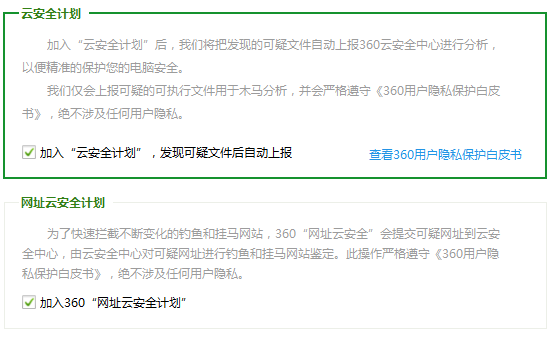 云安全计划
加入“云安全计划”后，我们将把发现的可疑文件自动上报360云安全中心进行分析，
以便精准的保护您的电脑安全。
我们仅会上报可疑的可执行文件用于木马分析，并会严格遵守《360用户隐私保护白皮
书》，绝不涉及任何用户隐私。
加入“云安全计划”，发现可疑文件后自动上报
查看360用户隐私保护白皮书
网址云安全计划
为了快速拦截不断变化的钓鱼和挂马网站，360“网址云安全”会提交可疑网址到云安
全中心，由云安全中心对可疑网址进行钓鱼和挂马网站鉴定。此操作严格遵守《360用户隐
私保护白皮书》，绝不涉及任何用户隐私。
加入360“网址云安全计划”